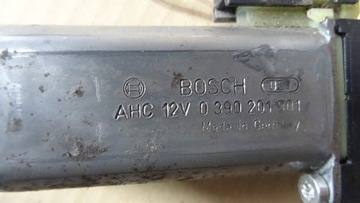 BOSCH
AHC 12V 0 390 201 901
Made in Germany